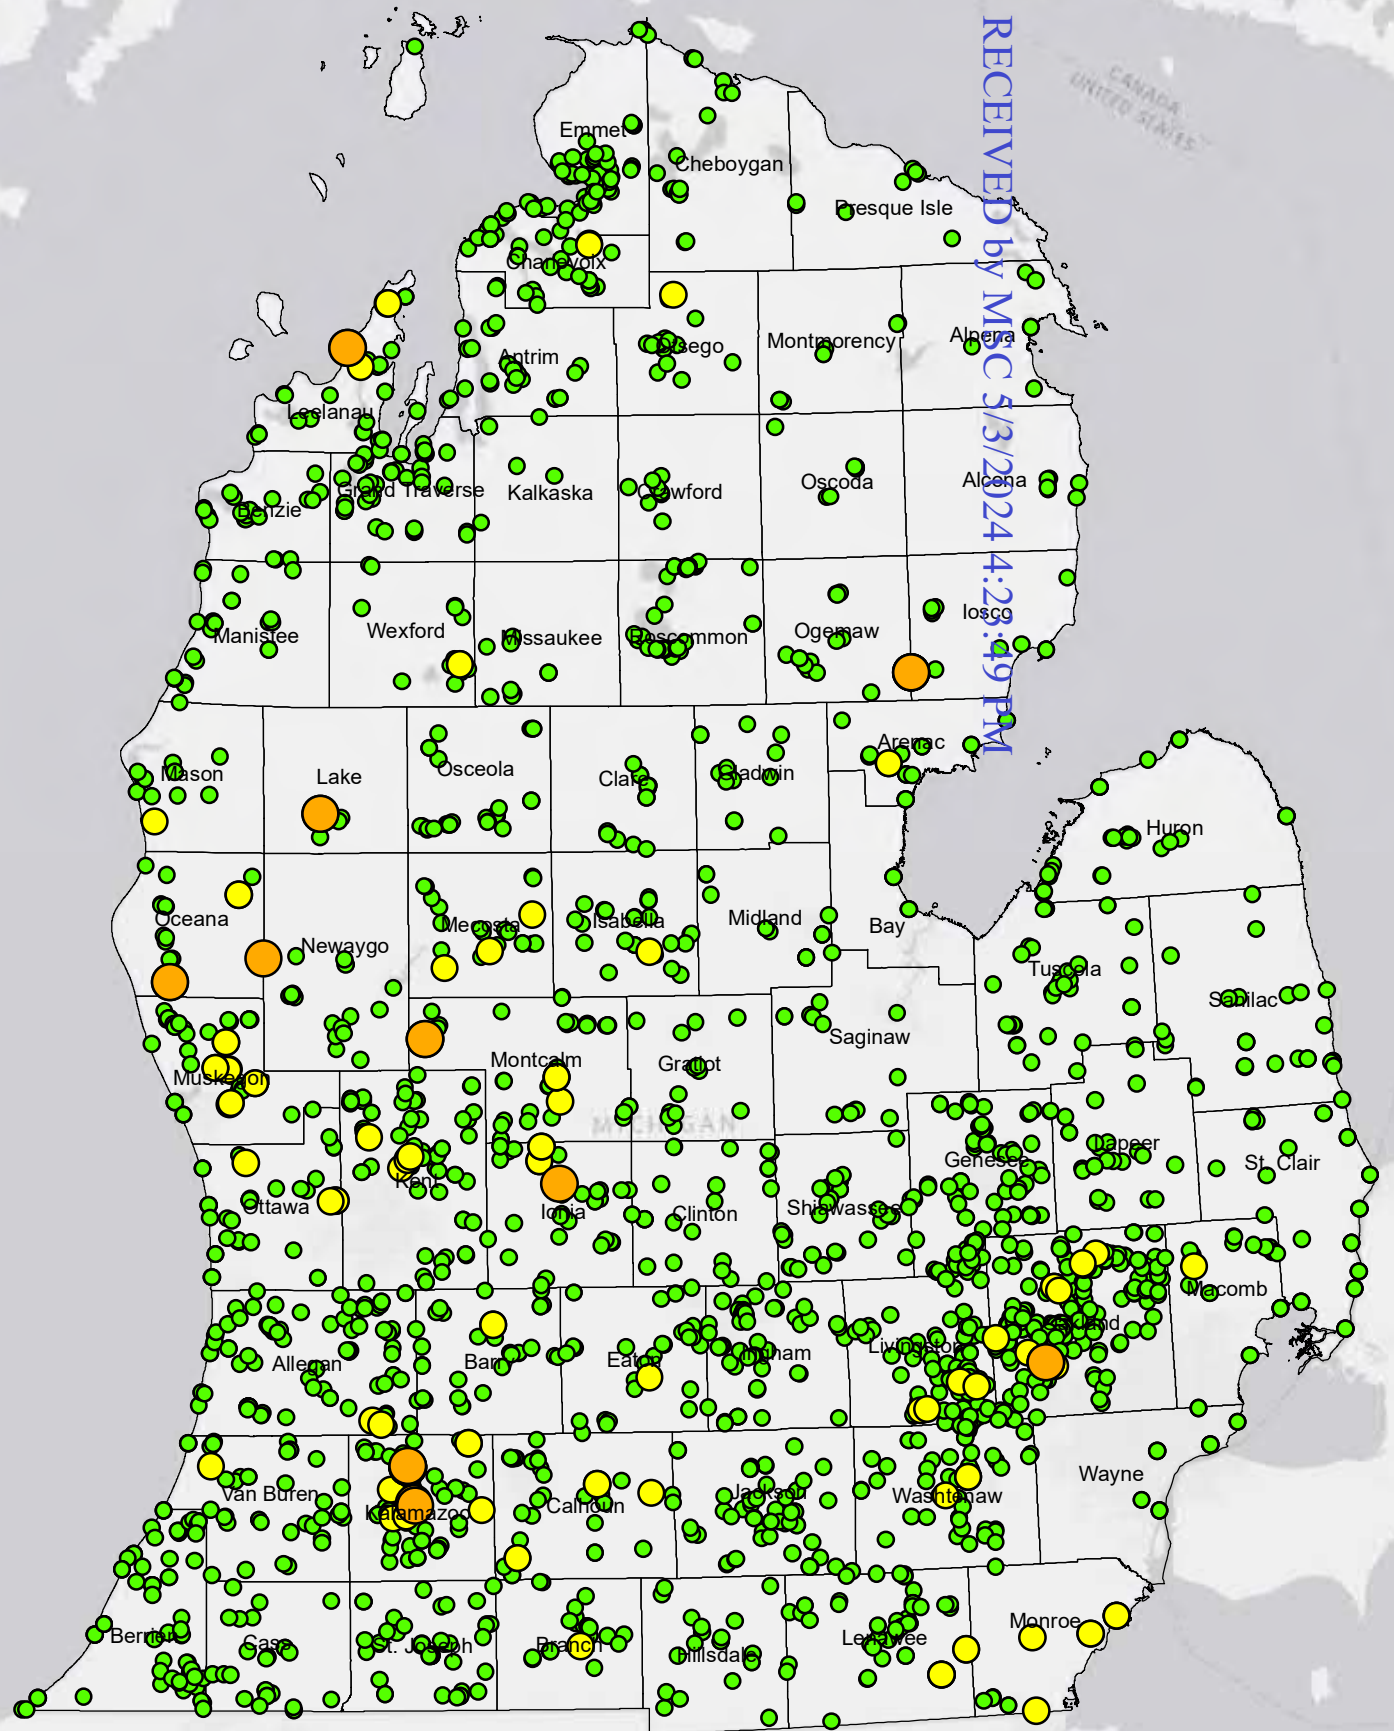 CANADA
UNITED STATES
RECEIVED by MSC 5/3/2024 4:23:49 PM
Emmet
Cheboygan
Presque Isle
Charlevoix
Antrim
Otsego
Montmorency
Alpena
Leelanau
Benzie
Grand Traverse
Kalkaska
Crawford
Oscoda
Alcona
Manistee
Wexford
Missaukee
Roscommon
Ogemaw
Iosco
Mason
Lake
Osceola
Clare
Gladwin
Arenac
Huron
Oceana
Newaygo
Mecosta
Isabella
Midland
Bay
Tuscola
Sanilac
Muskegon
Montcalm
Gratiot
Saginaw
MICHIGAN
Ottawa
Kent
Ionia
Clinton
Shiawassee
Genesee
Lapeer
St. Clair
Allegan
Barry
Eaton
Ingham
Livingston
Oakland
Macomb
Van Buren
Kalamazoo
Calhoun
Jackson
Washtenaw
Wayne
Berrien
Cass
St. Joseph
Branch
Hillsdale
Lenawee
Monroe